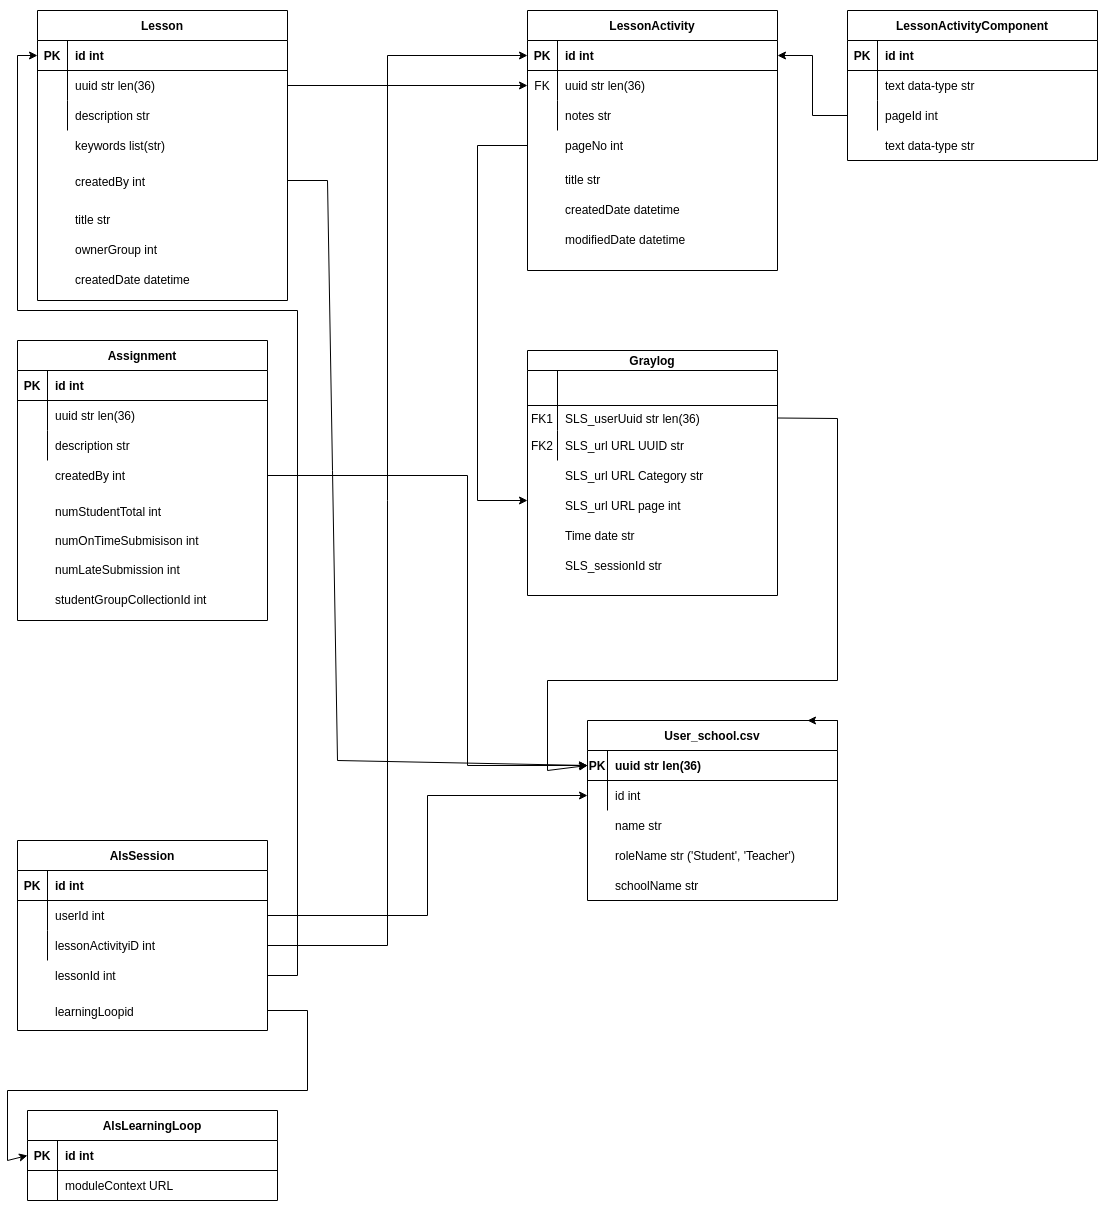 Lesson
PK id int
uuid str len(36)
description str
keywords list(str)
createdBy int
title str
ownerGroup int
createdDate datetime
LessonActivity
PK id int
FK uuid str len(36)
notes str
pageNo int
title str
createdDate datetime
modifiedDate datetime
LessonActivityComponent
PK id int
text data-type str
pageId int
text data-type str
Assignment
PK id int
uuid str len(36)
description str
createdBy int
numStudentTotal int
numOnTimeSubmisison int
numLateSubmission int
studentGroupCollectionId int
Graylog
FK1 SLS_userUuid str len(36)
FK2 SLS_url URL UUID str
SLS_url URL Category str
SLS_url URL page int
Time date str
SLS_sessionId str
User_school.csv
PK uuid str len(36)
id int
name str
roleName str ('Student', 'Teacher')
schoolName str
AlsSession
PK id int
userId int
lessonActivityiD int
lessonId int
learningLoopid
AlsLearningLoop
PK id int
moduleContext URL